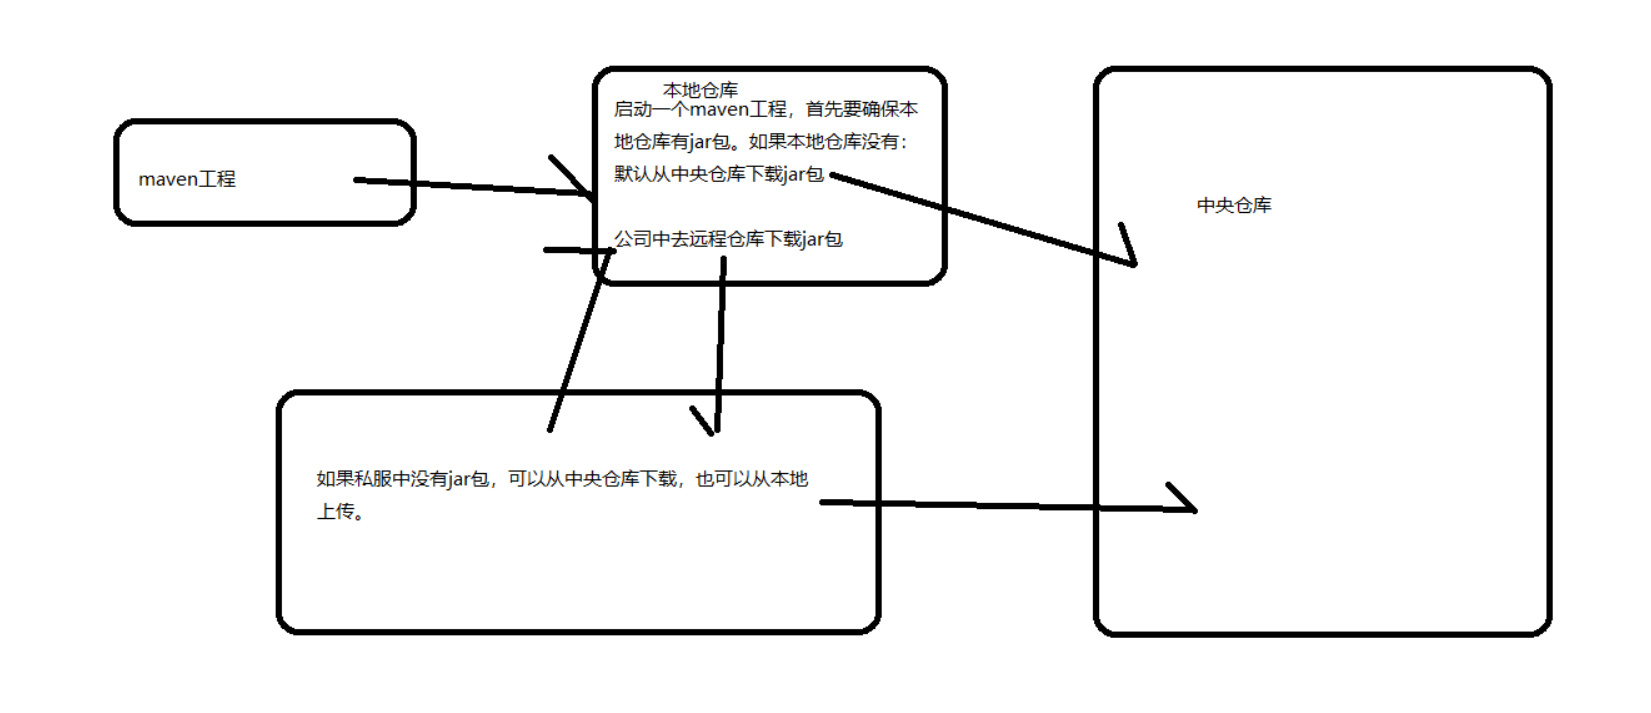 maven工程
本地仓库
启动一个maven工程，首先要确保本
地仓库有jar包。如果本地仓库没有：
默认从中央仓库下载jar包
公司中去远程仓库下载jar包
中央仓库
如果私服中没有jar包，可以从中央仓库下载，也可以从本地
上传。